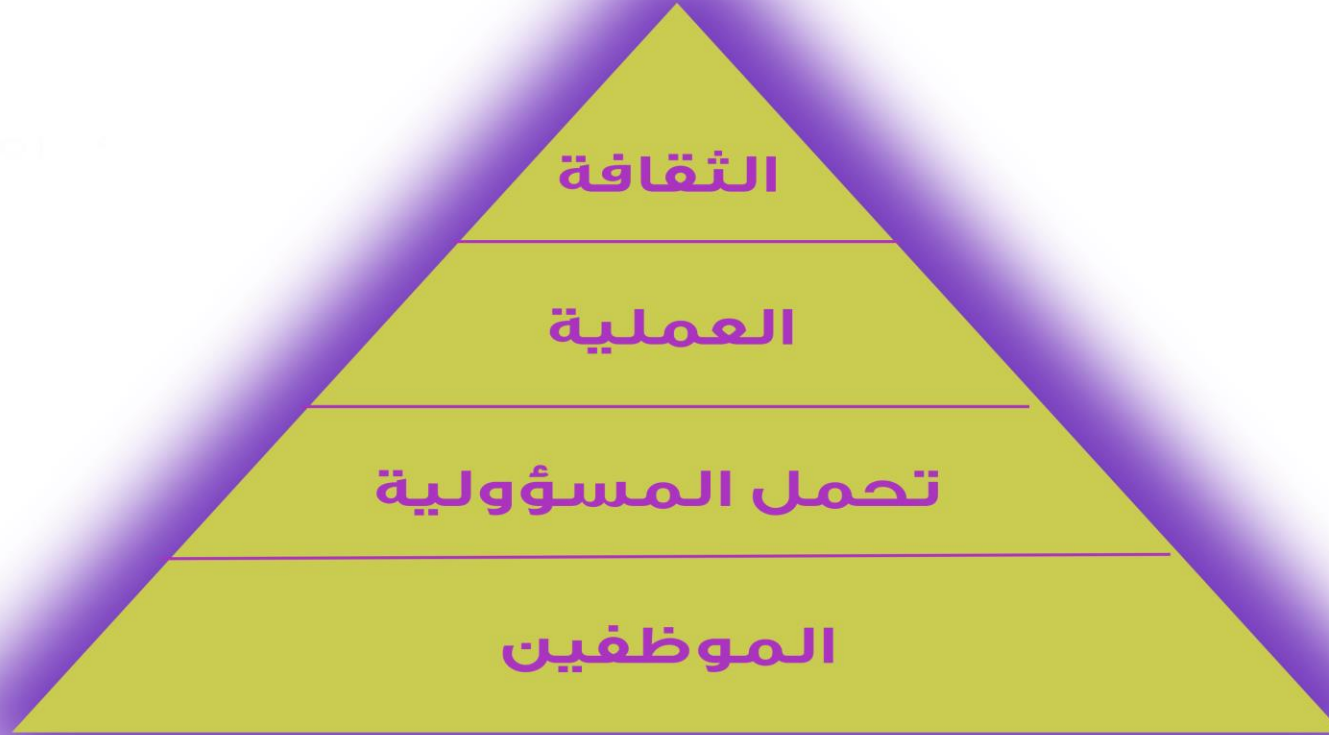 الثقافة
العملية
تحمل المسؤولية
الموظفين